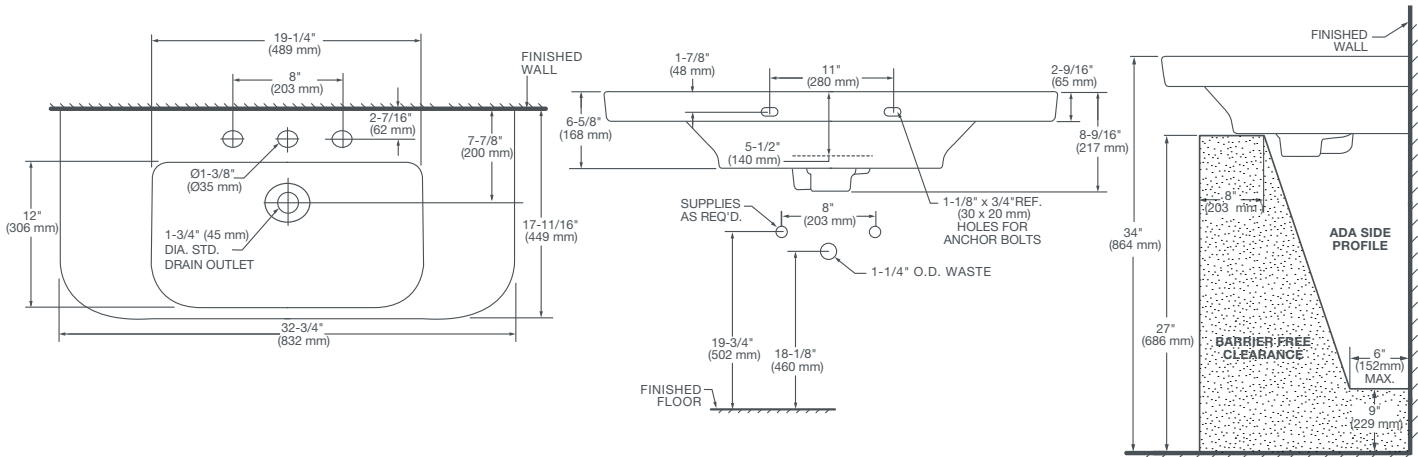 19-1/4"
(489 mm)
8"
(203 mm)
FINISHED
WALL
2-7/16"
(62 mm)
7-7/8"
(200 mm)
Ø1-3/8"
(Ø35 mm)
12"
(306 mm)
1-3/4" (45 mm)
DIA. STD.
DRAIN OUTLET
17-11/16"
(449 mm)
32-3/4"
(832 mm)
1-7/8"
(48 mm)
11"
(280 mm)
2-9/16"
(65 mm)
6-5/8"
(168 mm)
8-9/16"
(217 mm)
5-1/2"
(140 mm)
SUPPLIES
AS REQ'D.
8"
(203 mm)
1-1/8" x 3/4"REF.
(30 x 20 mm)
HOLES FOR
ANCHOR BOLTS
1-1/4" O.D. WASTE
19-3/4"
(502 mm)
18-1/8"
(460 mm)
FINISHED
FLOOR
FINISHED
WALL
8"
(203 mm)
34"
(864 mm)
ADA SIDE
PROFILE
27"
(686 mm)
BARRIER FREE
CLEARANCE
6"
(152mm)
MAX.
9"
(229 mm)